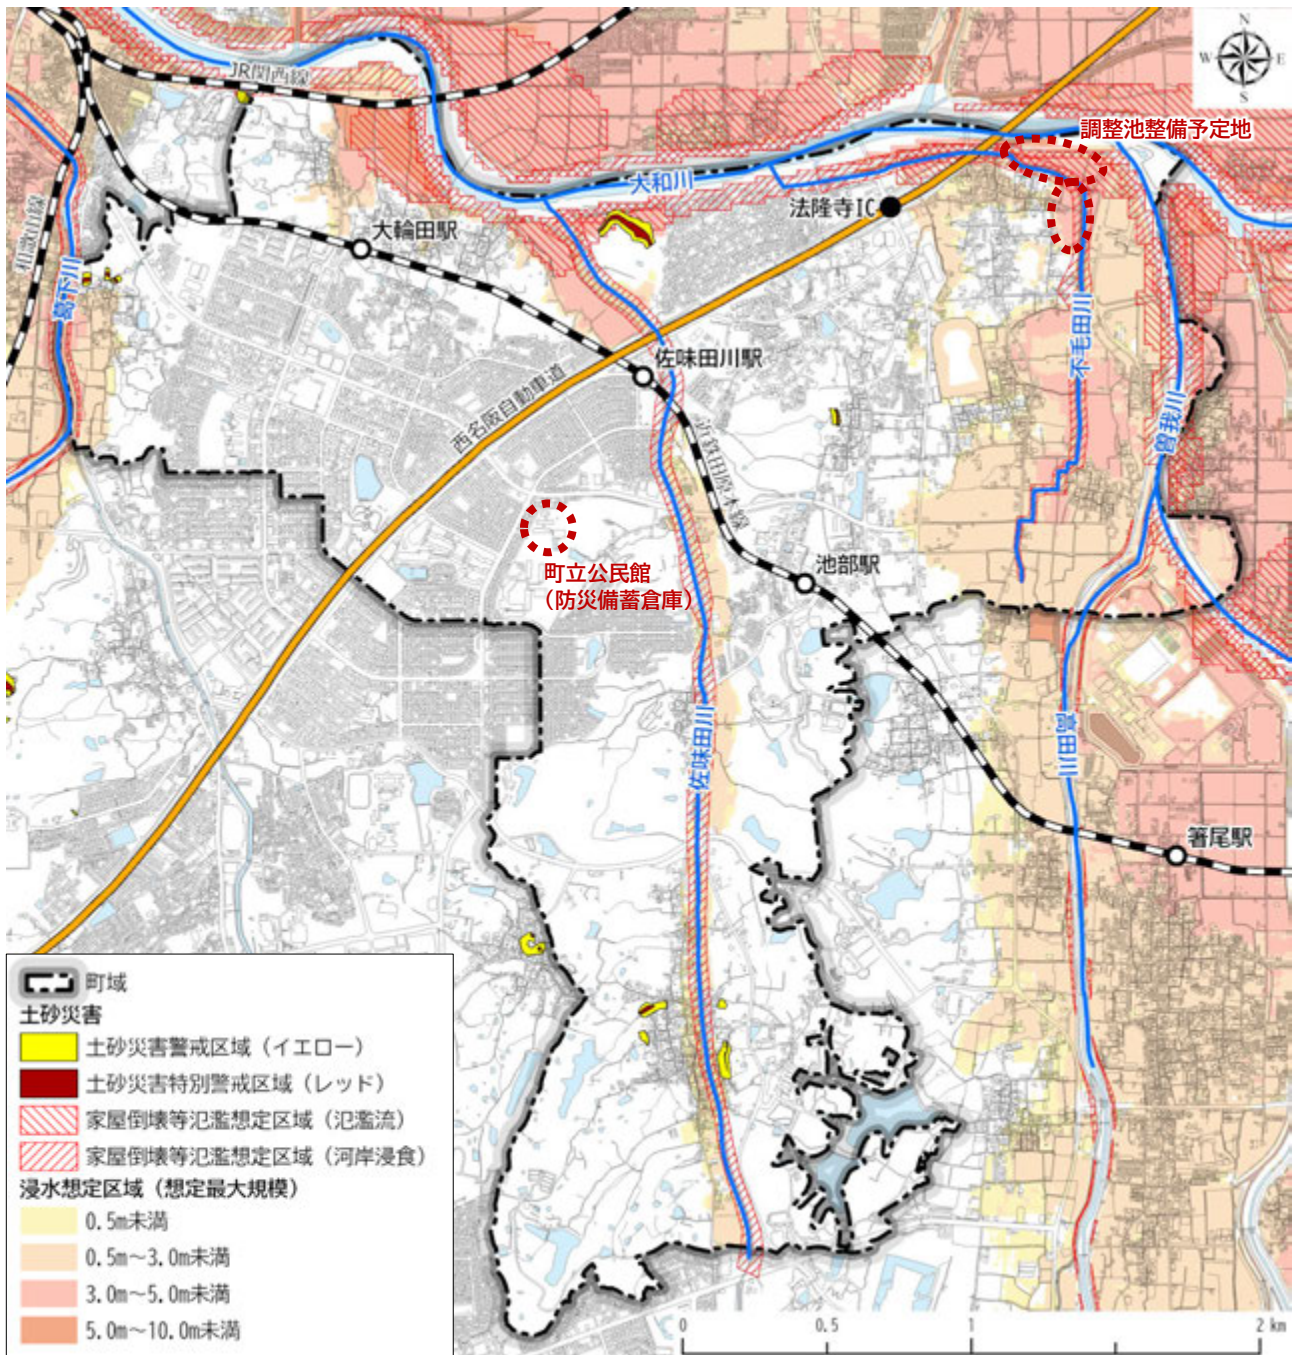 N
W
E
S
JR関西線
調整池整備予定地
大和川
法隆寺IC
大輪田駅
和歌山線
葛下川
佐味田川駅
不毛田川
西名阪自動車道
近鉄田原本線
曽我川
町立公民館
(防災備蓄倉庫)
池部駅
佐味田川
高田川
箸尾駅
町域
土砂災害
土砂災害警戒区域(イエロー)
土砂災害特別警戒区域(レッド)
家屋倒壊等氾濫想定区域(氾濫流)
家屋倒壊等氾濫想定区域(河岸浸食)
浸水想定区域(想定最大規模)
0.5m未満
0.5m~3.0m未満
3.0m~5.0m未満
5.0m~10.0m未満
0 0.5 1 2 km